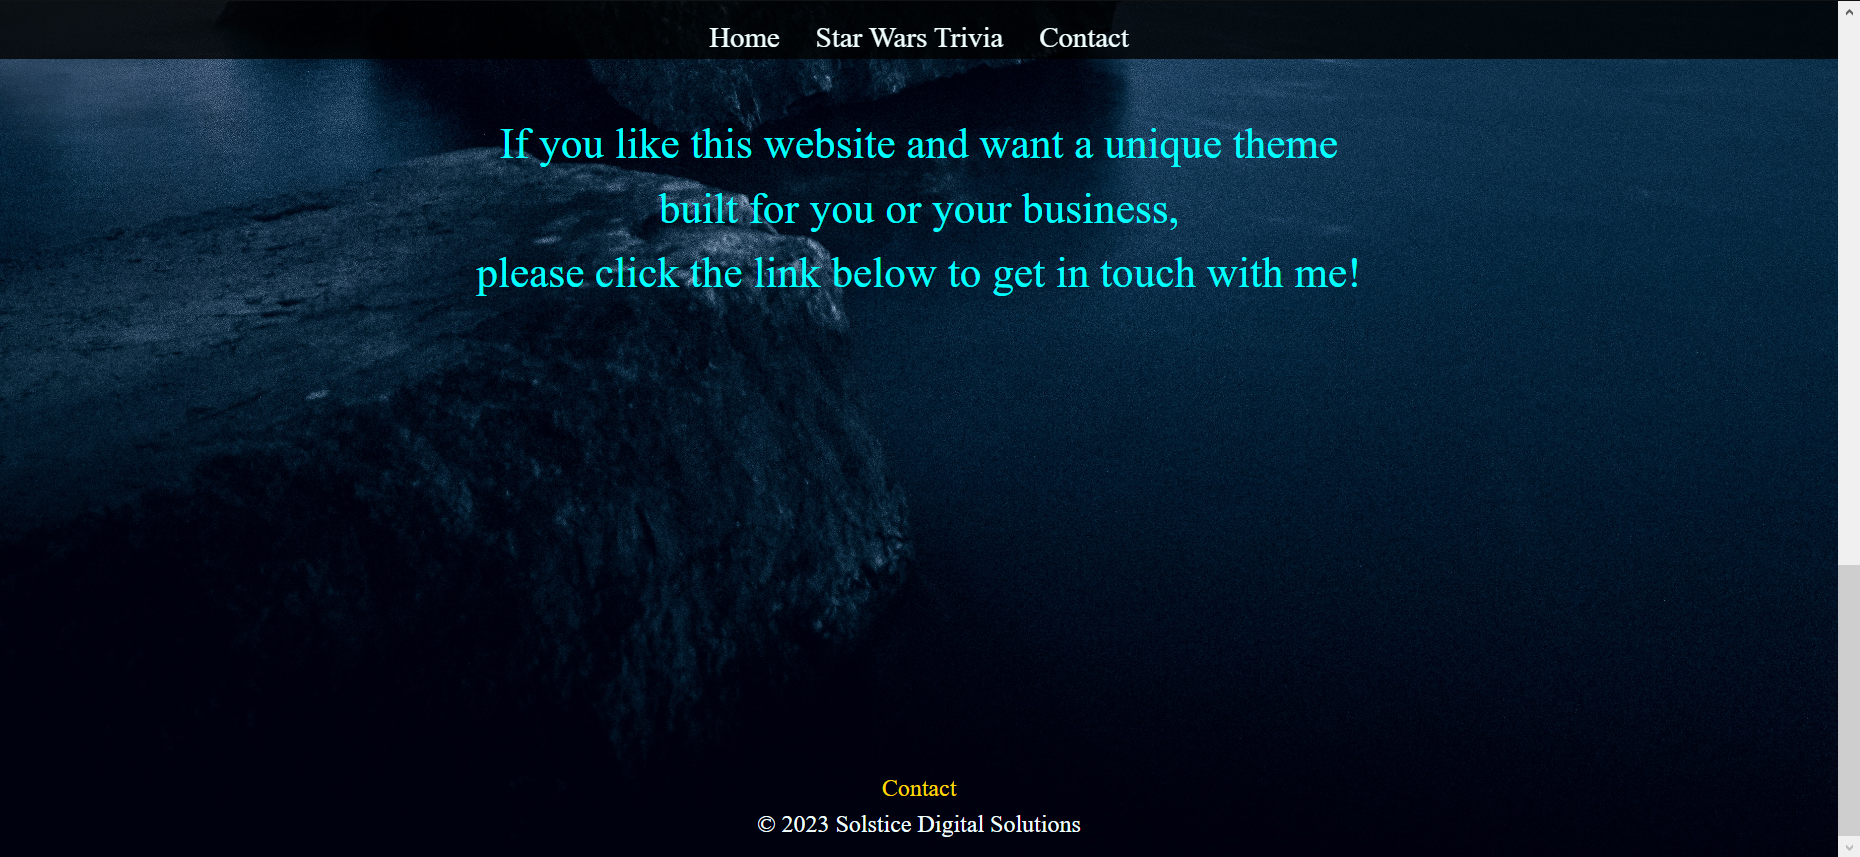 Home Star Wars Trivia Contact
If you like this website and want a unique theme
built for you or your business,
please click the link below to get in touch with me!
Contact
© 2023 Solstice Digital Solutions